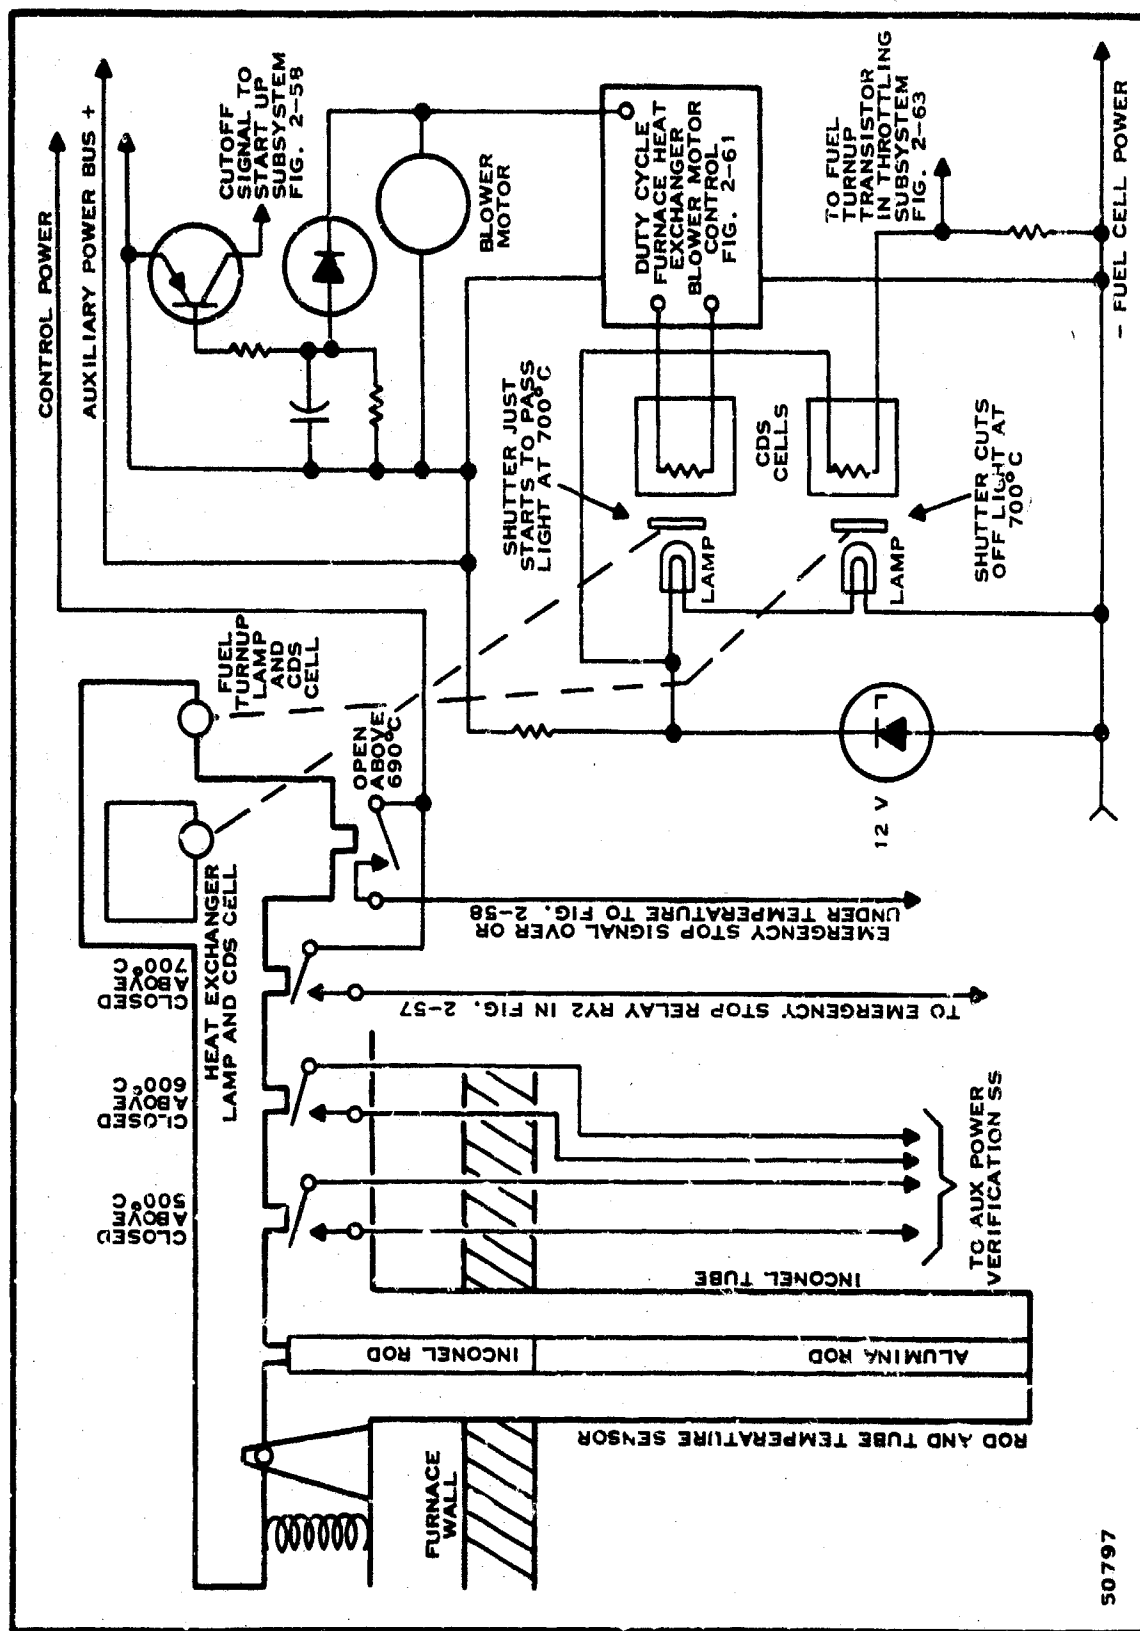 CONTROL POWER
AUXILIARY POWER BUS +
CUTOFF
SIGNAL TO
START UP
SUBSYSTEM
FIG. 2-58
BLOWER
MOTOR
DUTY CYCLE
FURNACE HEAT
EXCHANGER
BLOWER MOTOR
CONTROL
FIG. 2-61
TO FUEL
TURNUP
TRANSISTOR
IN THROTTLING
SUBSYSTEM
FIG. 2-63
- FUEL CELL POWER
SHUTTER JUST
STARTS TO PASS
LIGHT AT 700°C
CDS
CELLS
SHUTTER CUTS
OFF LIGHT AT
700°C
LAMP
LAMP
FUEL
TURNUP
LAMP
AND
CDS
CELL
OPEN
ABOVE
690°C
12 V
HEAT EXCHANGER
LAMP AND CDS CELL
EMERGENCY STOP SIGNAL OVER OR
UNDER TEMPERATURE TO FIG. 2-58
CLOSED
ABOVE
700°C
TO EMERGENCY STOP RELAY RY2 IN FIG. 2-57
CLOSED
ABOVE
600°C
CLOSED
ABOVE
500°C
TO AUX POWER
VERIFICATION SS
INCONEL TUBE
INCONEL ROD
ALUMINA ROD
ROD AND TUBE TEMPERATURE SENSOR
FURNACE
WALL
50797